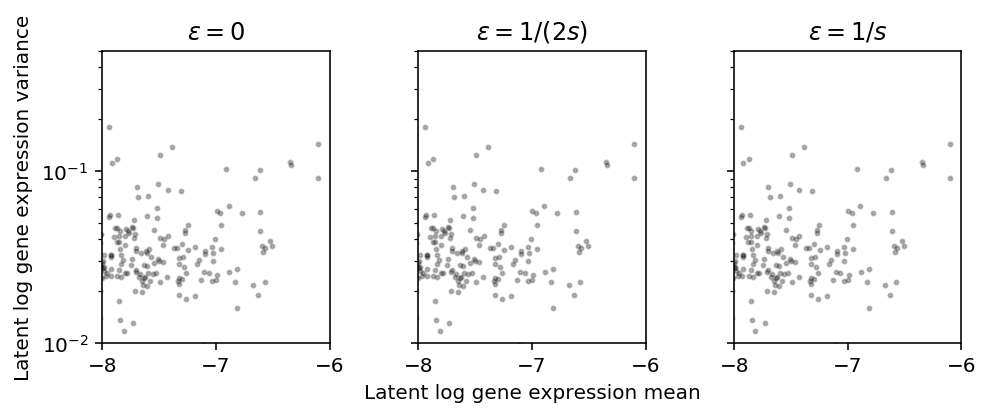 ε = 0
ε = 1/(2s)
ε = 1/s
Latent log gene expression variance
10⁻¹
10⁻²
−8
−7
−6
−8
−7
−6
−8
−7
−6
Latent log gene expression mean